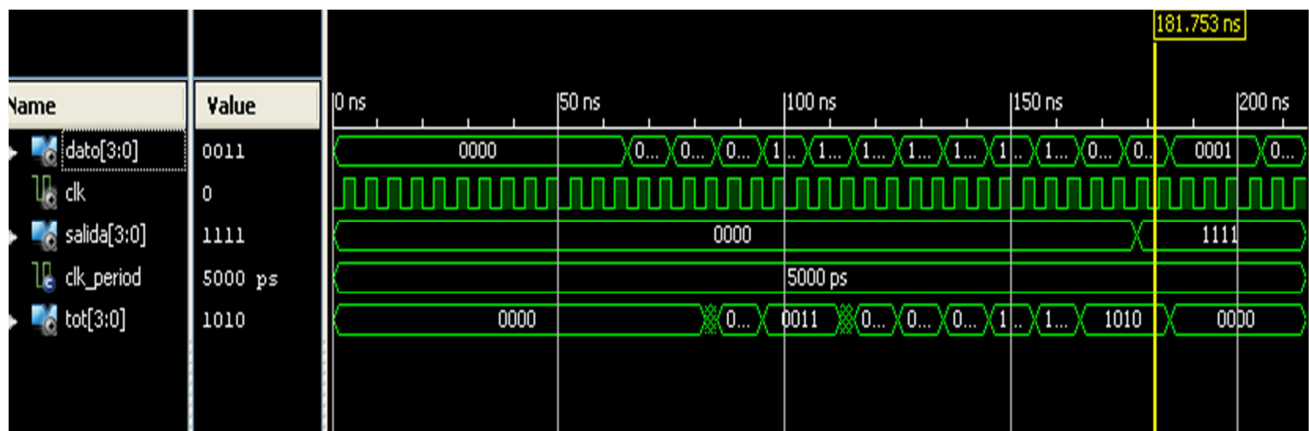 181.753 ns
Name Value 0 ns 50 ns 100 ns 150 ns 200 ns
dato[3:0] 0011 0000 0... 0... 0... 1... 1... 1... 1... 1... 1... 1... 0... 0... 0001 0...
clk 0
salida[3:0] 1111 0000 1111
clk_period 5000 ps 5000 ps
tot[3:0] 1010 0000 0... 0011 0... 0... 0... 1... 1... 1010 0000